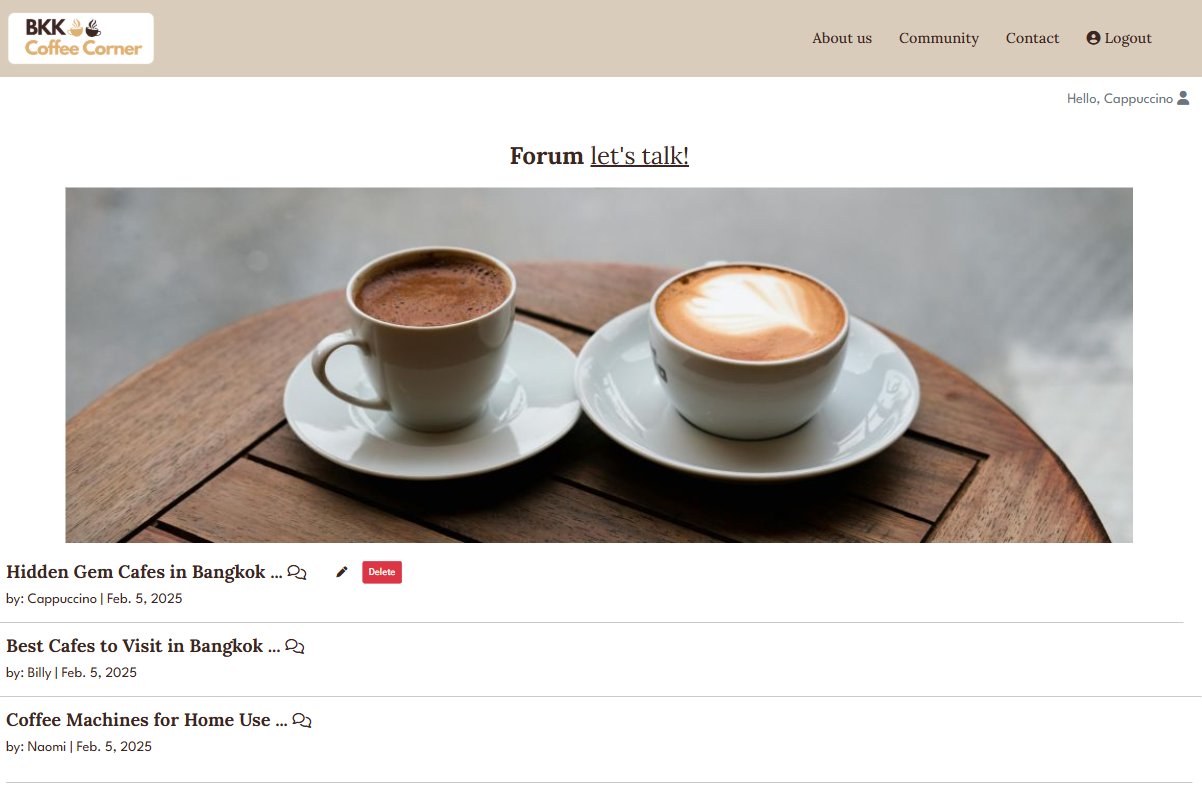 BKK
Coffee Corner
About us Community Contact Logout
Hello, Cappuccino
Forum let's talk!
Hidden Gem Cafes in Bangkok ... Delete
by: Cappuccino | Feb. 5, 2025
Best Cafes to Visit in Bangkok ...
by: Billy | Feb. 5, 2025
Coffee Machines for Home Use ...
by: Naomi | Feb. 5, 2025